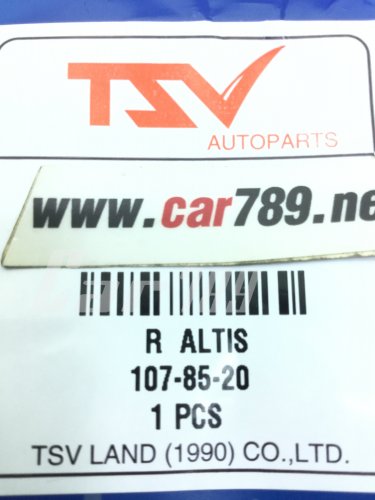 TSV
AUTOPARTS
www.car789.ne
R ALTIS
107-85-20
1 PCS
TSV LAND (1990) CO.,LTD.